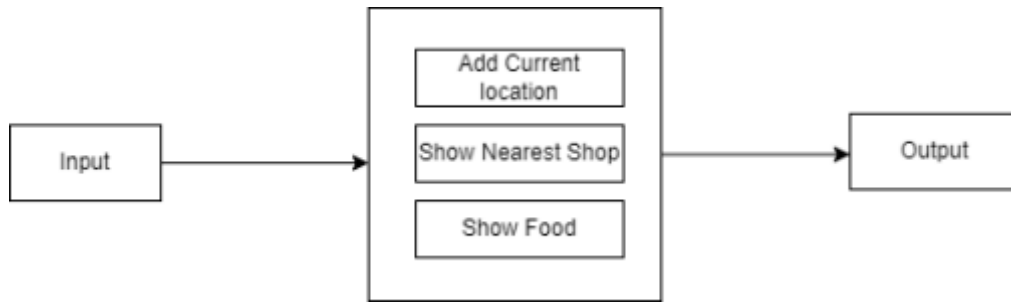 Add Current
location
Input
Show Nearest Shop
Output
Show Food